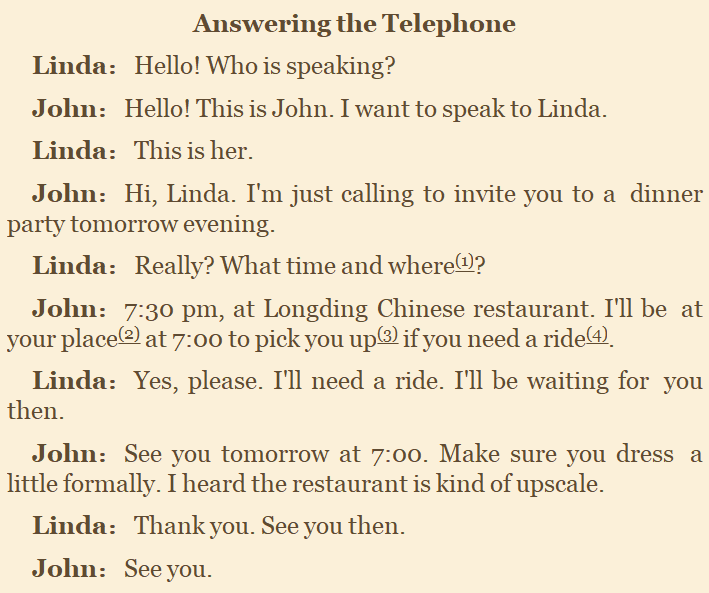 Answering the Telephone
Linda： Hello! Who is speaking?
John： Hello! This is John. I want to speak to Linda.
Linda： This is her.
John： Hi, Linda. I'm just calling to invite you to a dinner
party tomorrow evening.
Linda： Really? What time and where(1)?
John： 7:30 pm, at Longding Chinese restaurant. I'll be at
your place(2) at 7:00 to pick you up(3) if you need a ride(4).
Linda： Yes, please. I'll need a ride. I'll be waiting for you
then.
John： See you tomorrow at 7:00. Make sure you dress a
little formally. I heard the restaurant is kind of upscale.
Linda： Thank you. See you then.
John： See you.